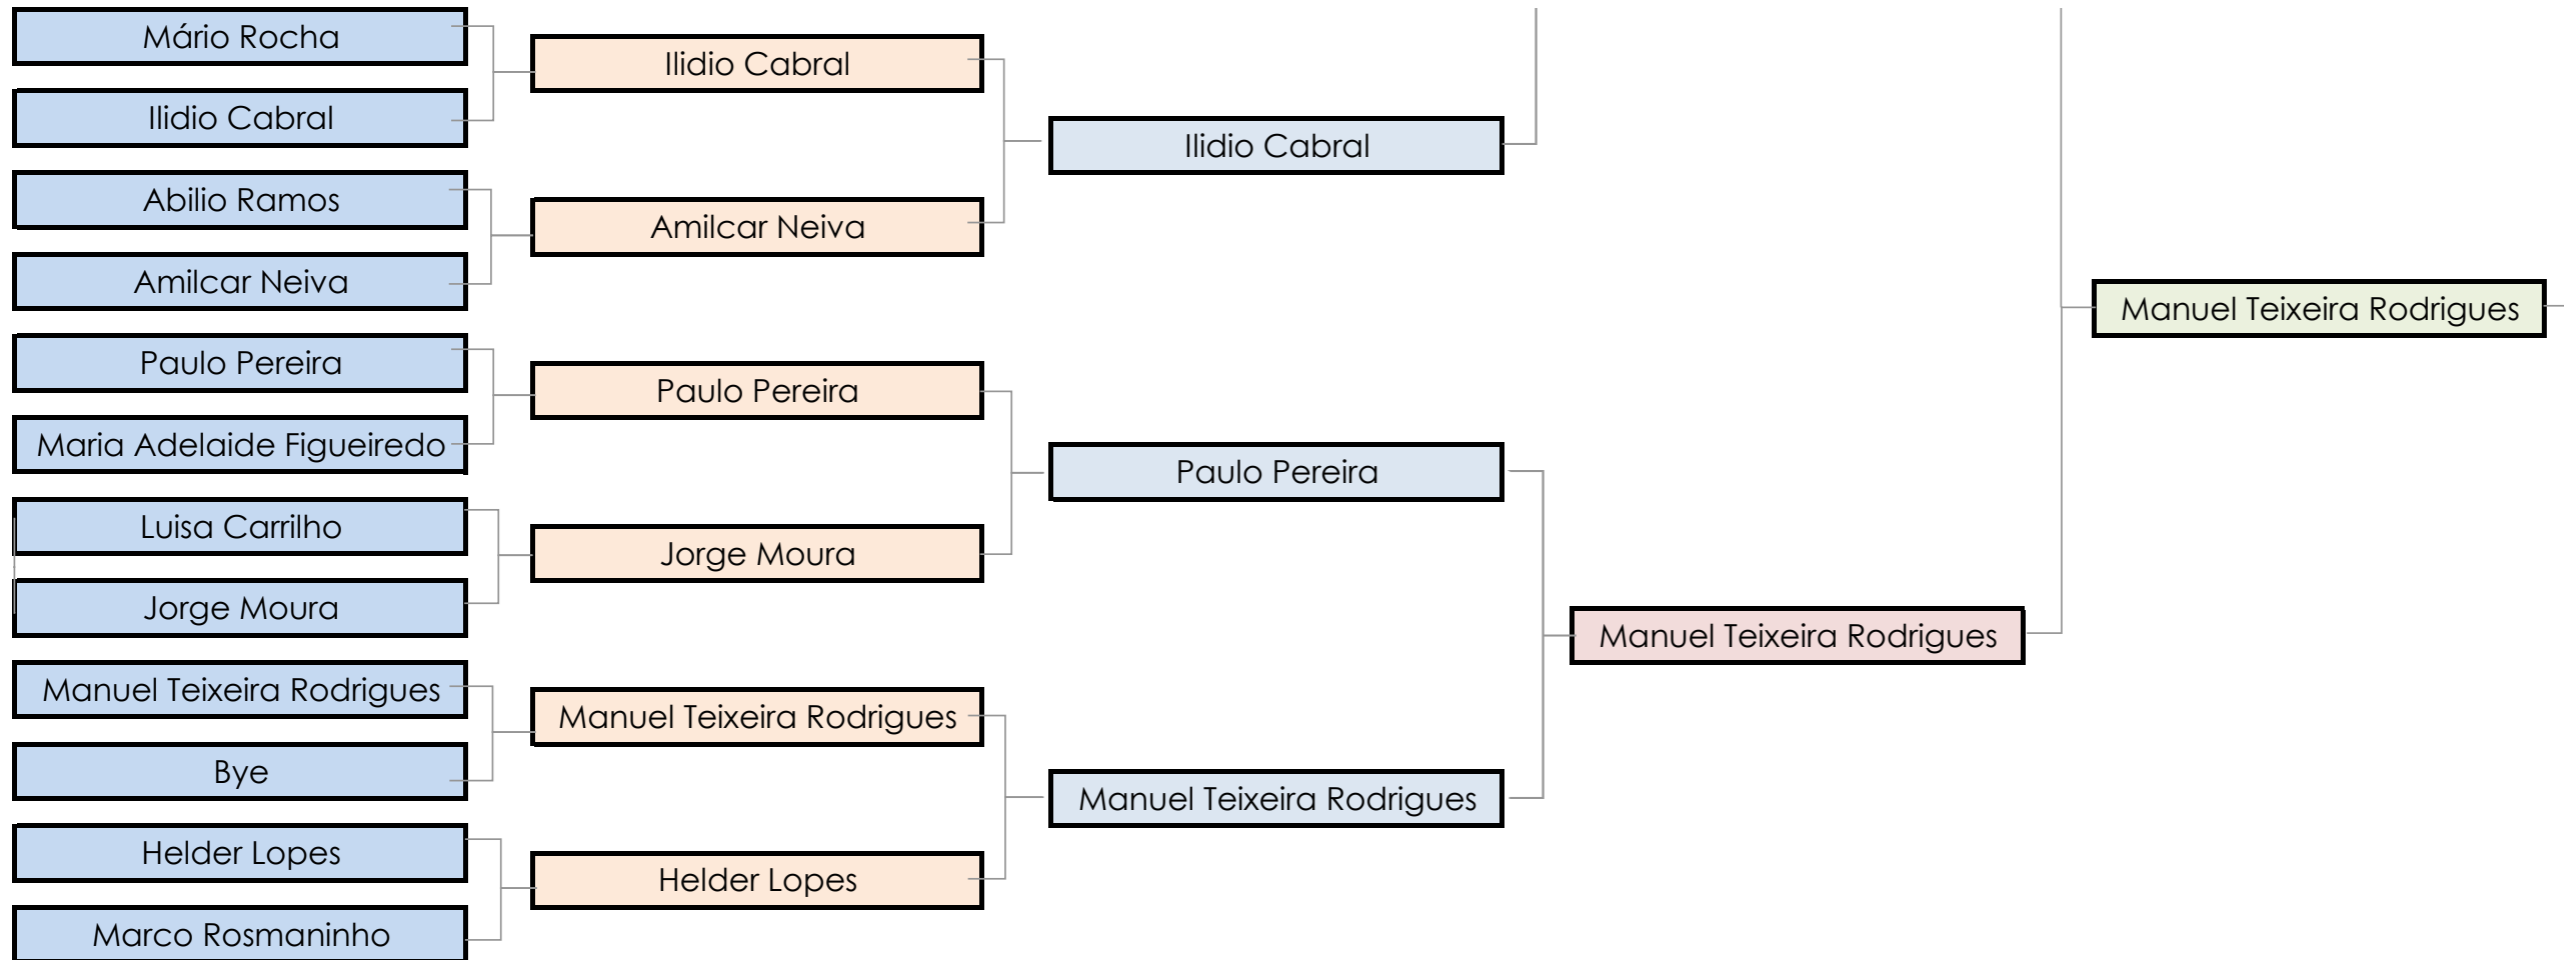 Mário Rocha
Ilidio Cabral
Abilio Ramos
Amilcar Neiva
Paulo Pereira
Maria Adelaide Figueiredo
Luisa Carrilho
Jorge Moura
Manuel Teixeira Rodrigues
Bye
Helder Lopes
Marco Rosmaninho
Ilidio Cabral
Amilcar Neiva
Paulo Pereira
Jorge Moura
Manuel Teixeira Rodrigues
Helder Lopes
Ilidio Cabral
Paulo Pereira
Manuel Teixeira Rodrigues
Manuel Teixeira Rodrigues
Manuel Teixeira Rodrigues